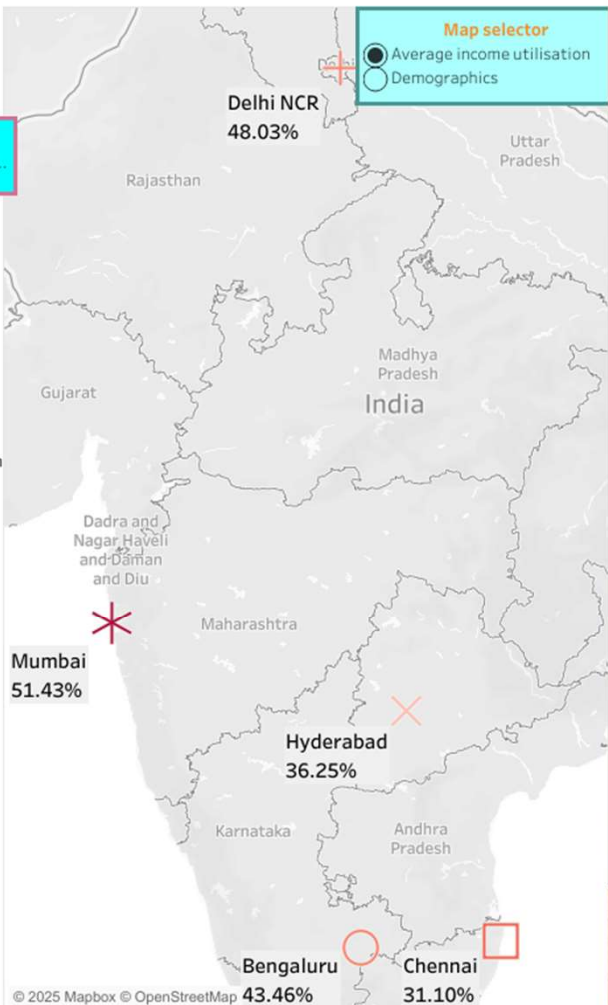 Map selector
Average income utilisation
Demographics
Delhi NCR
48.03%
Uttar
Pradesh
Rajasthan
Madhya
Pradesh
India
Gujarat
Dadra and
Nagar Haveli
and Daman
and Diu
Maharashtra
Mumbai
51.43%
Hyderabad
36.25%
Karnataka
Andhra
Pradesh
Bengaluru
43.46%
Chennai
31.10%
© 2025 Mapbox © OpenStreetMap